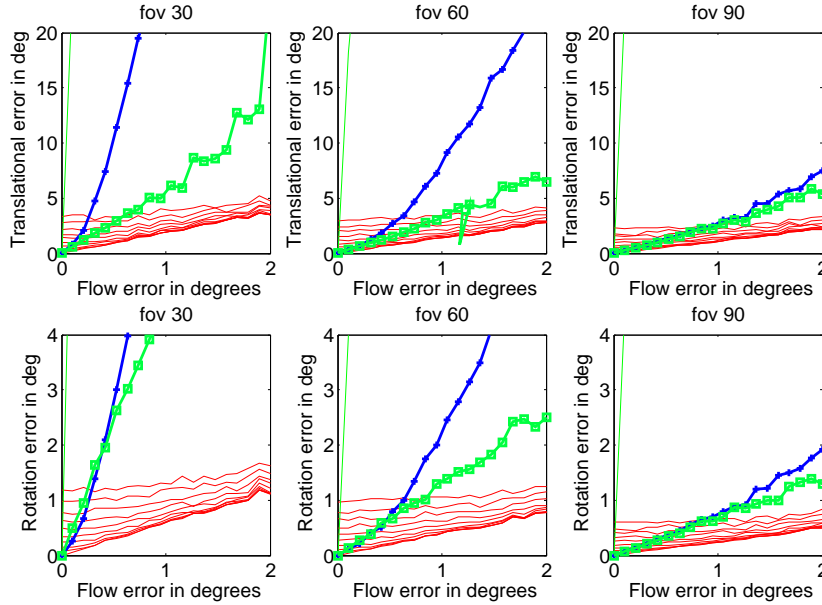 fov 30
fov 60
fov 90
Translational error in deg
20
15
10
5
0
0
1
2
Flow error in degrees
Translational error in deg
20
15
10
5
0
0
1
2
Flow error in degrees
Translational error in deg
20
15
10
5
0
0
1
2
Flow error in degrees
fov 30
fov 60
fov 90
Rotation error in deg
4
3
2
1
0
0
1
2
Flow error in degrees
Rotation error in deg
4
3
2
1
0
0
1
2
Flow error in degrees
Rotation error in deg
4
3
2
1
0
0
1
2
Flow error in degrees